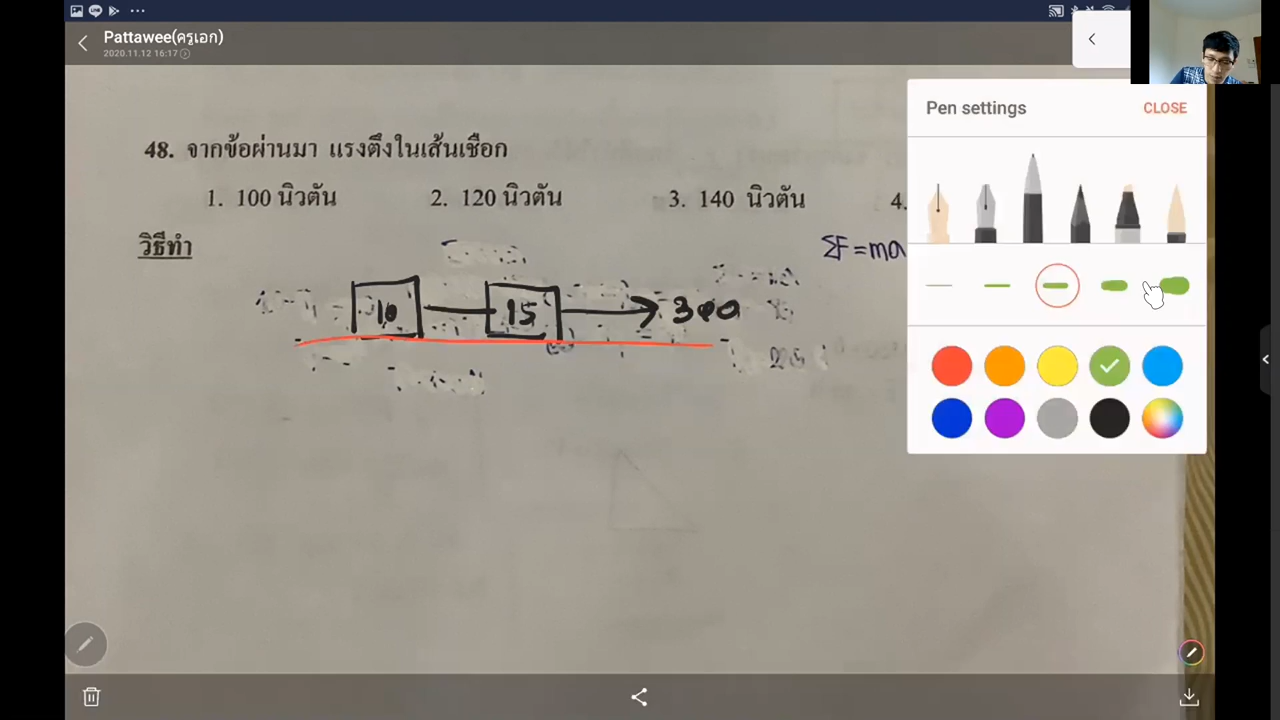 Pattawee(ครูเอก)
2020.11.12 16:17
Pen settings
CLOSE
48. จากข้อผ่านมา แรงตึงในเส้นเชือก
1. 100 นิวตัน 2. 120 นิวตัน 3. 140 นิวตัน 4.
วิธีทำ
ΣF = ma
10 15 300